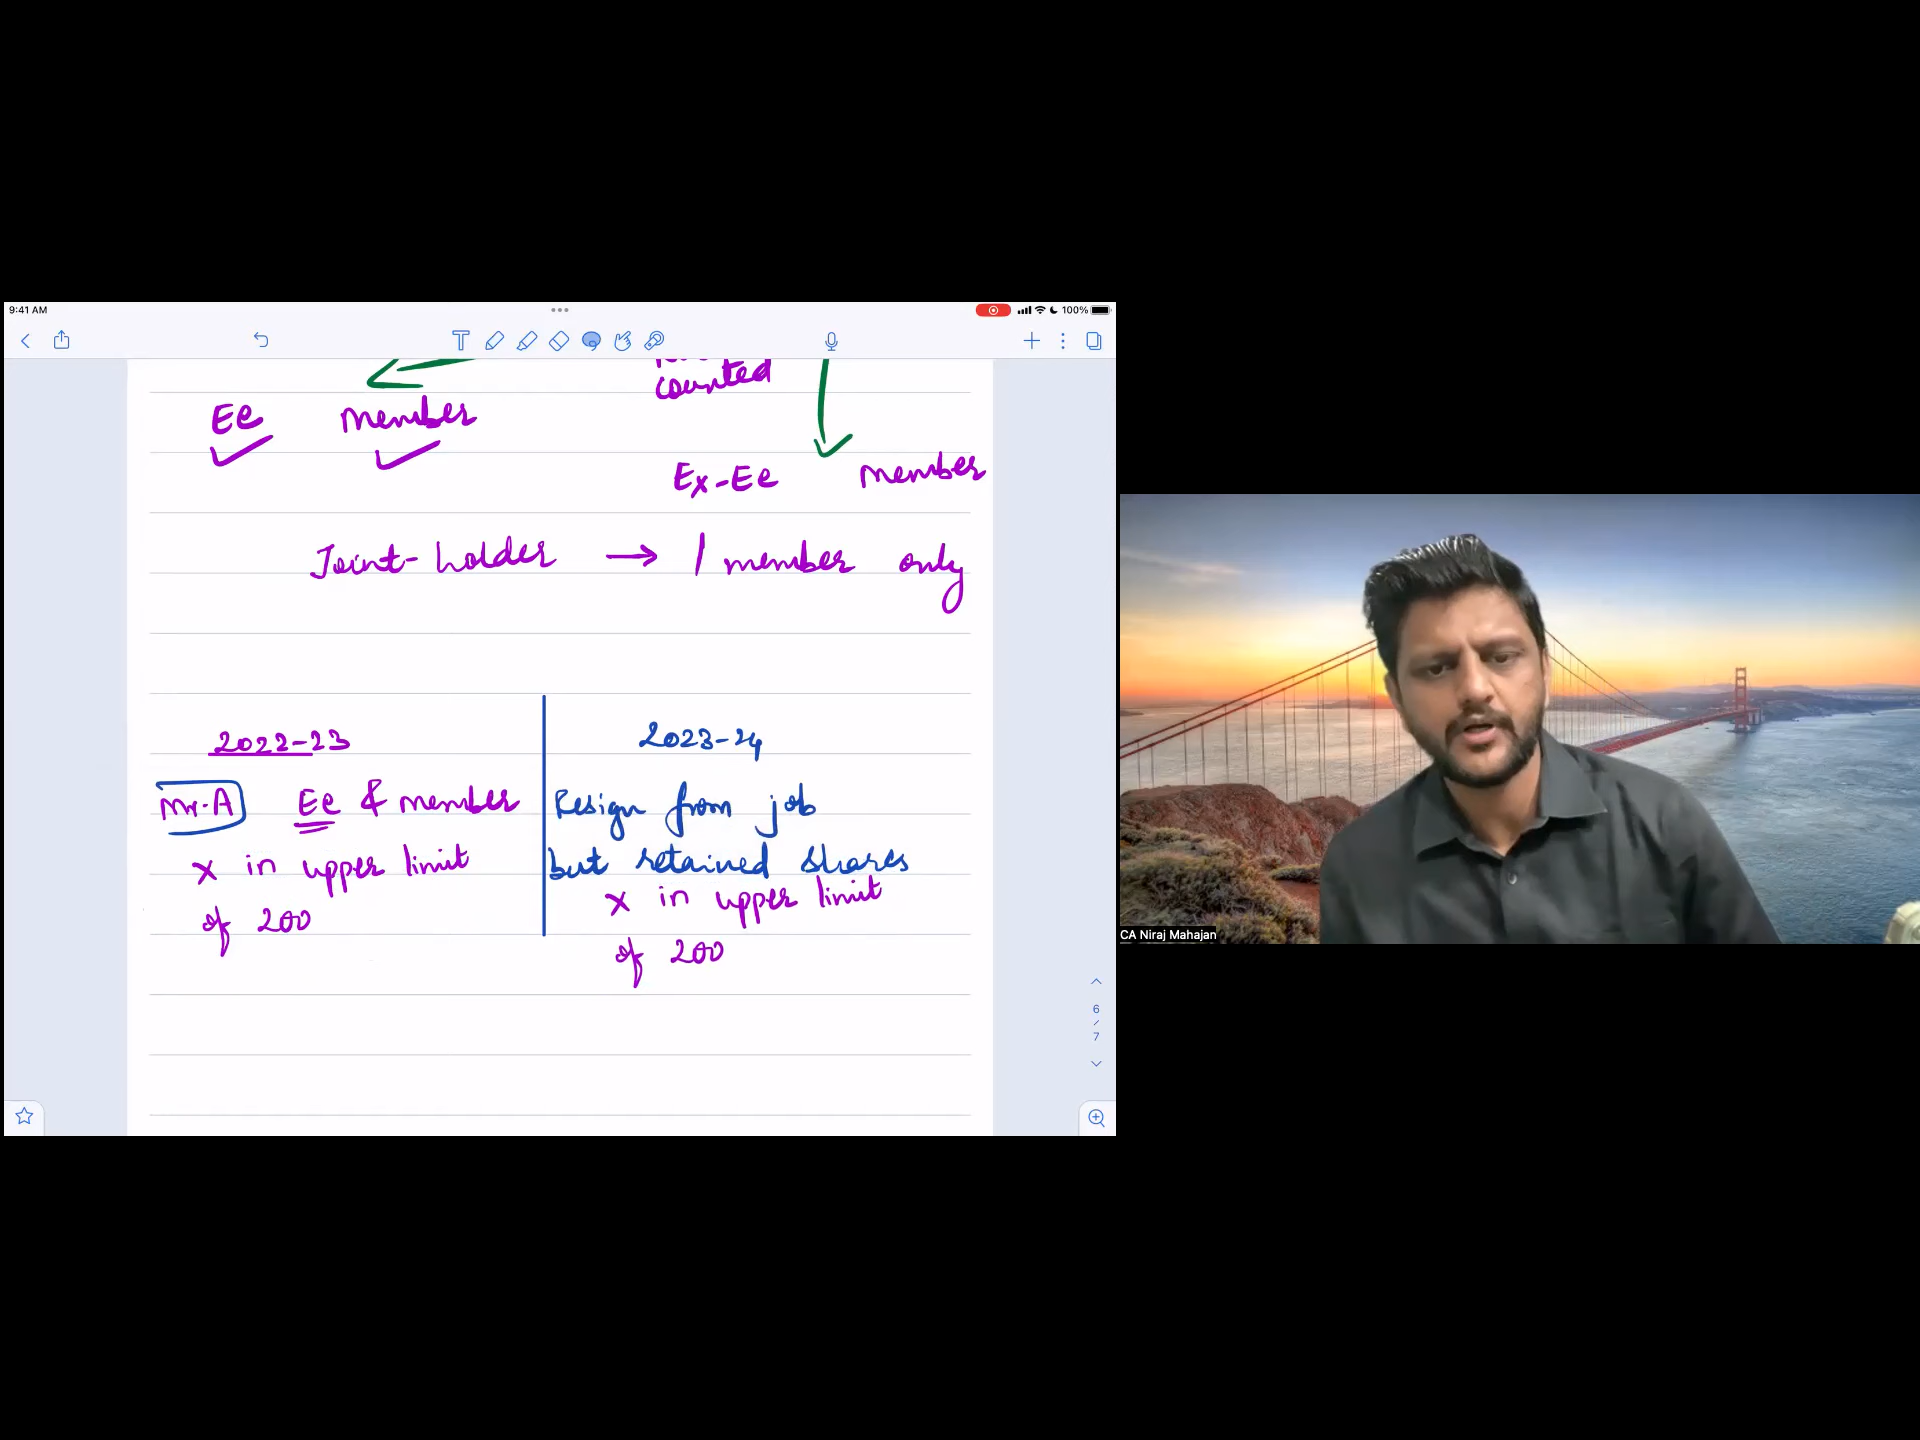 9:41 AM
100%
counted
Ee member
Ex-Ee member
Joint-holder → 1 member only
2022-23
2023-24
Mr.A Ee & member
x in upper limit
of 200
Resign from job
but retained shares
x in upper limit
of 200
6
/
7
CA Niraj Mahajan